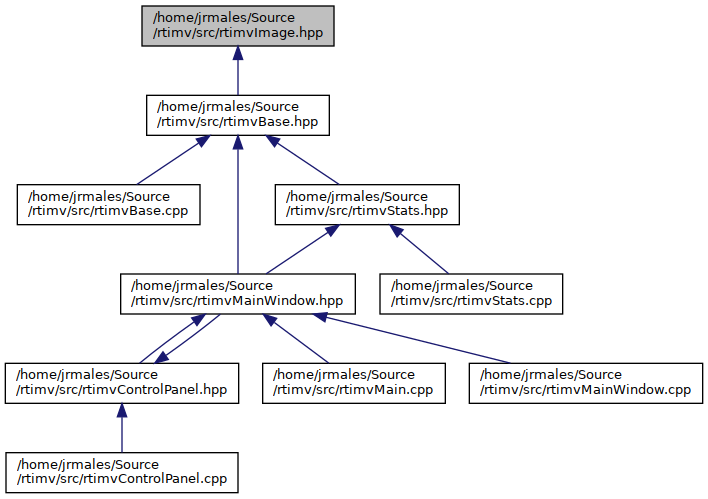 /home/jrmales/Source
/rtimv/src/rtimvImage.hpp
/home/jrmales/Source
/rtimv/src/rtimvBase.hpp
/home/jrmales/Source
/rtimv/src/rtimvBase.cpp
/home/jrmales/Source
/rtimv/src/rtimvStats.hpp
/home/jrmales/Source
/rtimv/src/rtimvMainWindow.hpp
/home/jrmales/Source
/rtimv/src/rtimvStats.cpp
/home/jrmales/Source
/rtimv/src/rtimvControlPanel.hpp
/home/jrmales/Source
/rtimv/src/rtimvMain.cpp
/home/jrmales/Source
/rtimv/src/rtimvMainWindow.cpp
/home/jrmales/Source
/rtimv/src/rtimvControlPanel.cpp